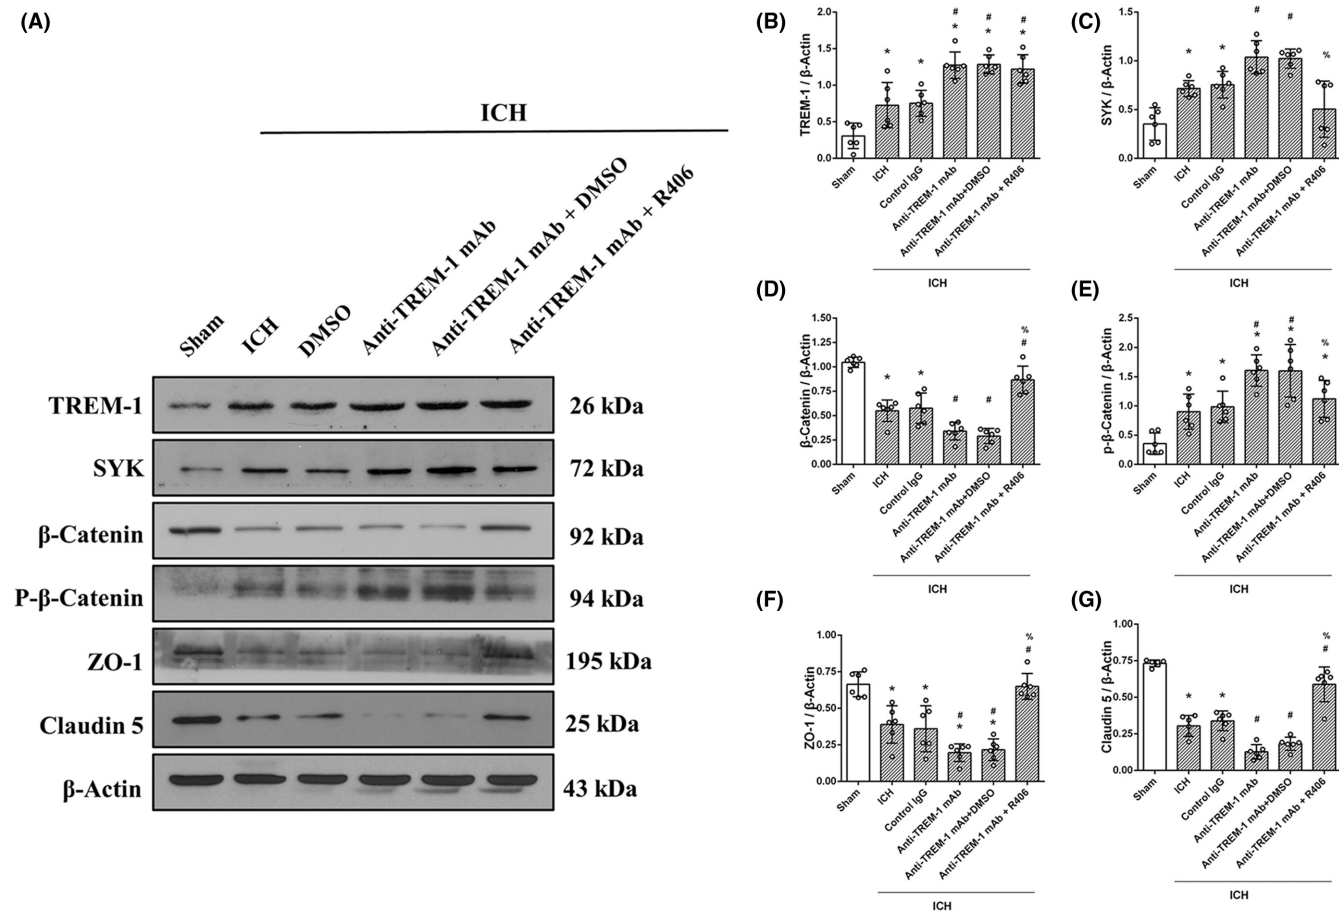 (A)
ICH
Sham
ICH
DMSO
Anti-TREM-1 mAb
Anti-TREM-1 mAb + DMSO
Anti-TREM-1 mAb + R406
TREM-1
26 kDa
SYK
72 kDa
β-Catenin
92 kDa
P-β-Catenin
94 kDa
ZO-1
195 kDa
Claudin 5
25 kDa
β-Actin
43 kDa
(B)
TREM-1 / β-Actin
2.0
1.5
1.0
0.5
0.0
*
*
#
*
#
*
#
*
Sham
ICH
Control IgG
Anti-TREM-1 mAb
Anti-TREM-1 mAb+DMSO
Anti-TREM-1 mAb + R406
ICH
(C)
SYK / β-Actin
1.5
1.0
0.5
0.0
*
*
#
#
%
Sham
ICH
Control IgG
Anti-TREM-1 mAb
Anti-TREM-1 mAb+DMSO
Anti-TREM-1 mAb + R406
ICH
(D)
β-Catenin / β-Actin
1.50
1.25
1.00
0.75
0.50
0.25
0.00
*
*
#
#
%
#
Sham
ICH
Control IgG
Anti-TREM-1 mAb
Anti-TREM-1 mAb+DMSO
Anti-TREM-1 mAb + R406
ICH
(E)
p-β-Catenin / β-Actin
2.5
2.0
1.5
1.0
0.5
0.0
*
*
#
*
#
*
%
*
Sham
ICH
Control IgG
Anti-TREM-1 mAb
Anti-TREM-1 mAb+DMSO
Anti-TREM-1 mAb + R406
ICH
(F)
ZO-1 / β-Actin
1.00
0.75
0.50
0.25
0.00
*
*
#
*
#
*
%
#
Sham
ICH
Control IgG
Anti-TREM-1 mAb
Anti-TREM-1 mAb+DMSO
Anti-TREM-1 mAb + R406
ICH
(G)
Claudin 5 / β-Actin
1.00
0.75
0.50
0.25
0.00
*
*
#
#
%
#
Sham
ICH
Control IgG
Anti-TREM-1 mAb
Anti-TREM-1 mAb+DMSO
Anti-TREM-1 mAb + R406
ICH